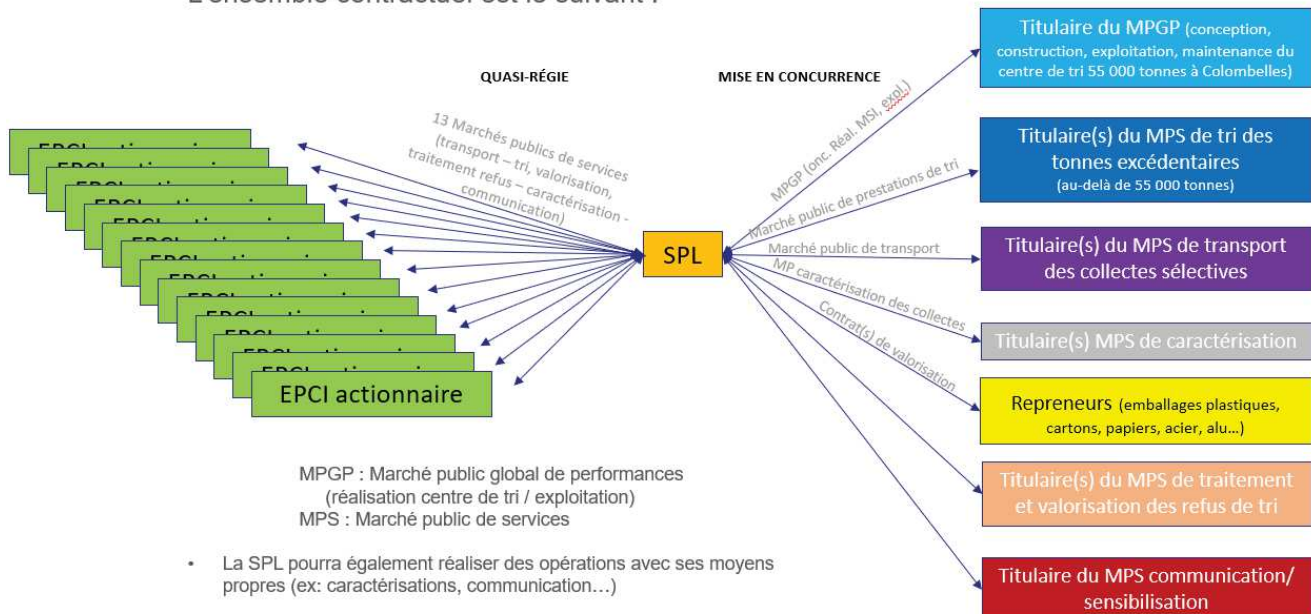 L'ensemble contractuel est le suivant :
QUASI-RÉGIE
MISE EN CONCURRENCE
13 Marchés publics de services
(transport – tri, valorisation,
traitement refus – caractérisation -
communication)
EPCI actionnaire
SPL
MPGP (onc. Réal. MSI, expl.)
Marché public de prestations de tri
Marché public de transport
MP caractérisation des collectes
Contrat(s) de valorisation
Titulaire du MPGP (conception,
construction, exploitation, maintenance du
centre de tri 55 000 tonnes à Colombelles)
Titulaire(s) du MPS de tri des
tonnes excédentaires
(au-delà de 55 000 tonnes)
Titulaire(s) du MPS de transport
des collectes sélectives
Titulaire(s) MPS de caractérisation
Repreneurs (emballages plastiques,
cartons, papiers, acier, alu…)
Titulaire(s) du MPS de traitement
et valorisation des refus de tri
Titulaire du MPS communication/
sensibilisation
MPGP : Marché public global de performances
(réalisation centre de tri / exploitation)
MPS : Marché public de services
• La SPL pourra également réaliser des opérations avec ses moyens
propres (ex: caractérisations, communication…)